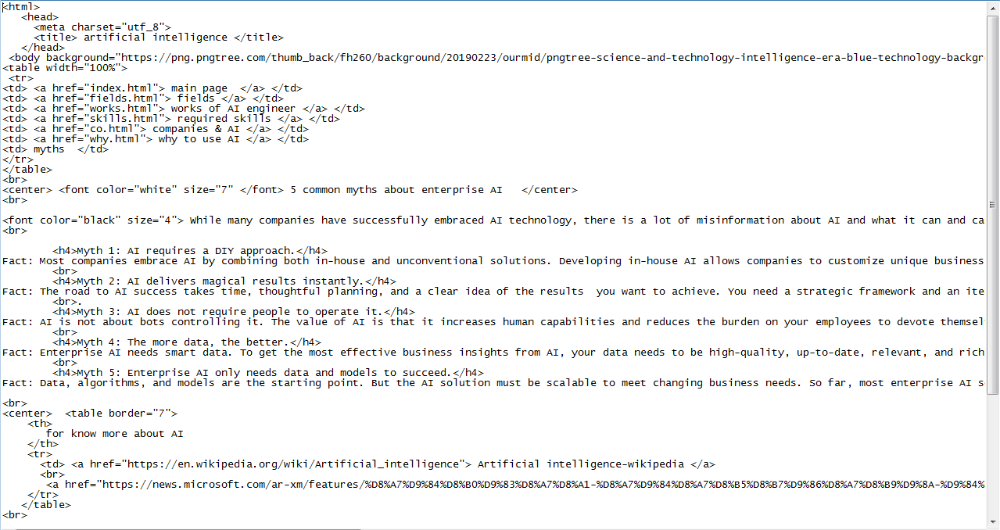 <html>
<head>
<meta charset="utf_8">
<title> artificial intelligence </title>
</head>
<body background="https://png.pngtree.com/thumb_back/fh260/background/20190223/ourmid/pngtree-science-and-technology-intelligence-era-blue-technology-backgr
<table width="100%">
<tr>
<td> <a href="index.html"> main page  </a> </td>
<td> <a href="fields.html"> fields </a> </td>
<td> <a href="works.html"> works of AI engineer </a> </td>
<td> <a href="skills.html"> required skills </a> </td>
<td> <a href="co.html"> companies & AI </a> </td>
<td> <a href="why.html"> why to use AI </a> </td>
<td> myths  </td>
</tr>
</table>
<br>
<center> <font color="white" size="7" </font> 5 common myths about enterprise AI   </center>
<br>
<font color="black" size="4"> While many companies have successfully embraced AI technology, there is a lot of misinformation about AI and what it can and ca
<br>
<h4>Myth 1: AI requires a DIY approach.</h4>
Fact: Most companies embrace AI by combining both in-house and unconventional solutions. Developing in-house AI allows companies to customize unique business
<br>
<h4>Myth 2: AI delivers magical results instantly.</h4>
Fact: The road to AI success takes time, thoughtful planning, and a clear idea of the results  you want to achieve. You need a strategic framework and an ite
<br>.
<h4>Myth 3: AI does not require people to operate it.</h4>
Fact: AI is not about bots controlling it. The value of AI is that it increases human capabilities and reduces the burden on your employees to devote themsel
<br>
<h4>Myth 4: The more data, the better.</h4>
Fact: Enterprise AI needs smart data. To get the most effective business insights from AI, your data needs to be high-quality, up-to-date, relevant, and rich
<br>
<h4>Myth 5: Enterprise AI only needs data and models to succeed.</h4>
Fact: Data, algorithms, and models are the starting point. But the AI solution must be scalable to meet changing business needs. So far, most enterprise AI s
<br>
<center>  <table border="7">
<th>
for know more about AI
</th>
<tr>
<td> <a href="https://en.wikipedia.org/wiki/Artificial_intelligence"> Artificial intelligence-wikipedia </a>
<br>
<a href="https://news.microsoft.com/ar-xm/features/%D8%A7%D9%84%D8%B0%D9%83%D8%A7%D8%A1-%D8%A7%D9%84%D8%A7%D8%B5%D8%B7%D9%86%D8%A7%D8%B9%D9%8A-%D9%84%
</tr>
</table>
<br>